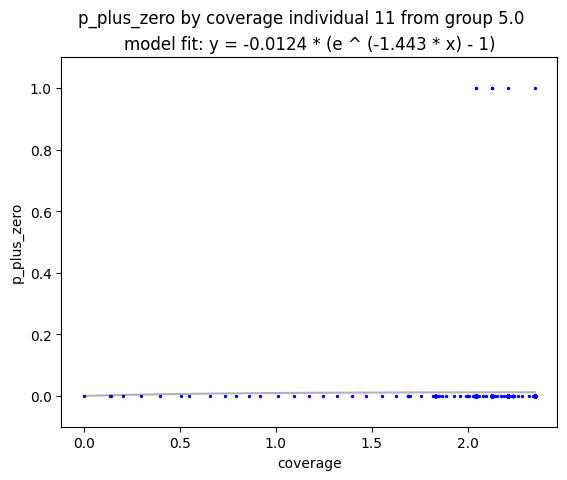 p_plus_zero by coverage individual 11 from group 5.0
model fit: y = -0.0124 * (e ^ (-1.443 * x) - 1)
1.0
0.8
0.6
0.4
0.2
0.0
p_plus_zero
0.0 0.5 1.0 1.5 2.0
coverage